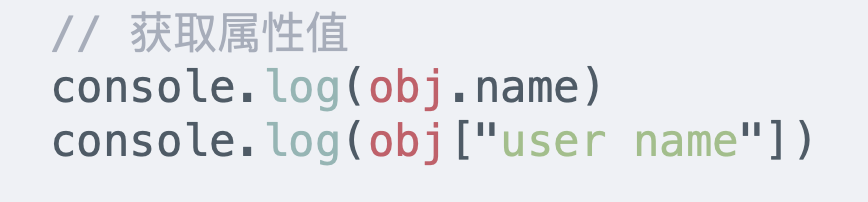 // 获取属性值
console.log(obj.name)
console.log(obj["user name"])